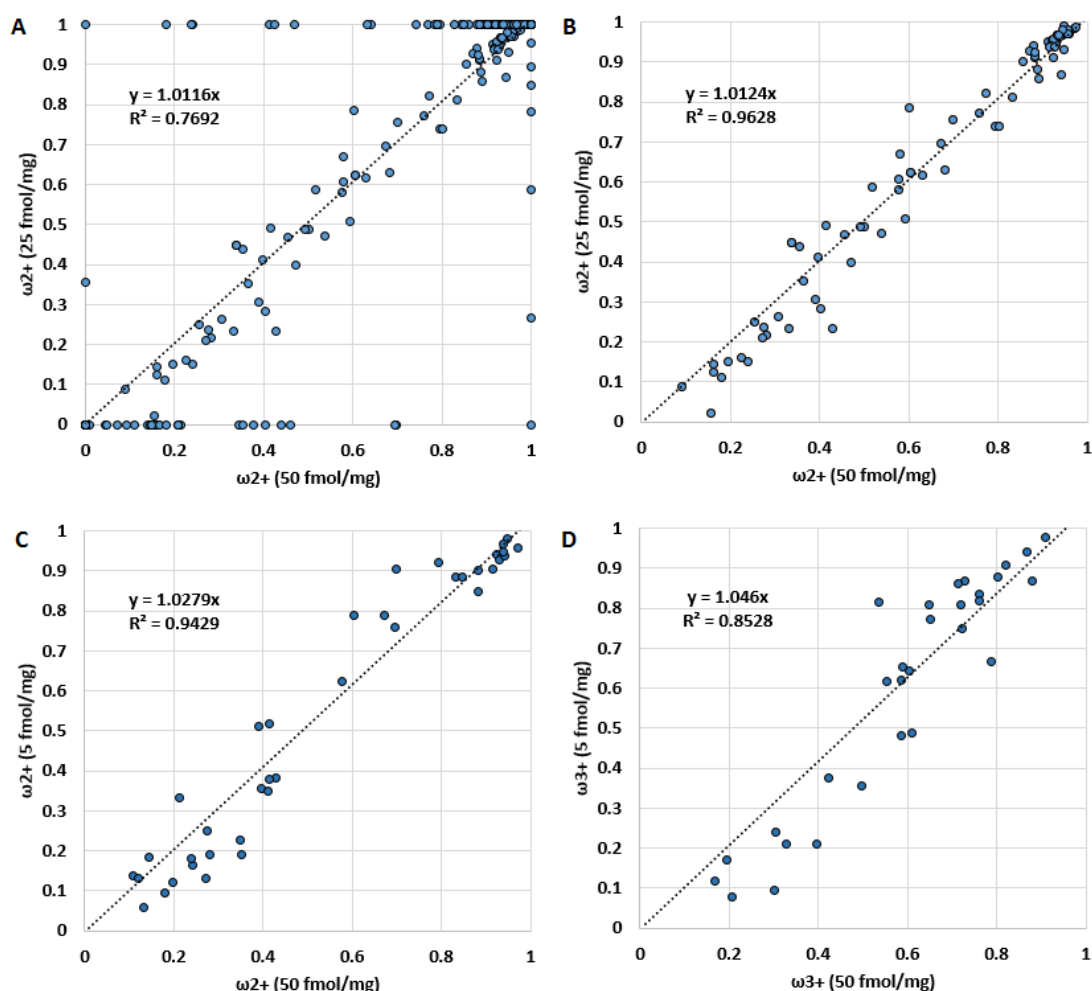 A
1
0.9
0.8
0.7
0.6
0.5
0.4
0.3
0.2
0.1
0
ω2+ (25 fmol/mg)
y = 1.0116x
R² = 0.7692
0 0.2 0.4 0.6 0.8 1
ω2+ (50 fmol/mg)
B
1
0.9
0.8
0.7
0.6
0.5
0.4
0.3
0.2
0.1
0
ω2+ (25 fmol/mg)
y = 1.0124x
R² = 0.9628
0 0.2 0.4 0.6 0.8 1
ω2+ (50 fmol/mg)
C
1
0.9
0.8
0.7
0.6
0.5
0.4
0.3
0.2
0.1
0
ω2+ (5 fmol/mg)
y = 1.0279x
R² = 0.9429
0 0.2 0.4 0.6 0.8 1
ω2+ (50 fmol/mg)
D
1
0.9
0.8
0.7
0.6
0.5
0.4
0.3
0.2
0.1
0
ω3+ (5 fmol/mg)
y = 1.046x
R² = 0.8528
0 0.2 0.4 0.6 0.8 1
ω3+ (50 fmol/mg)